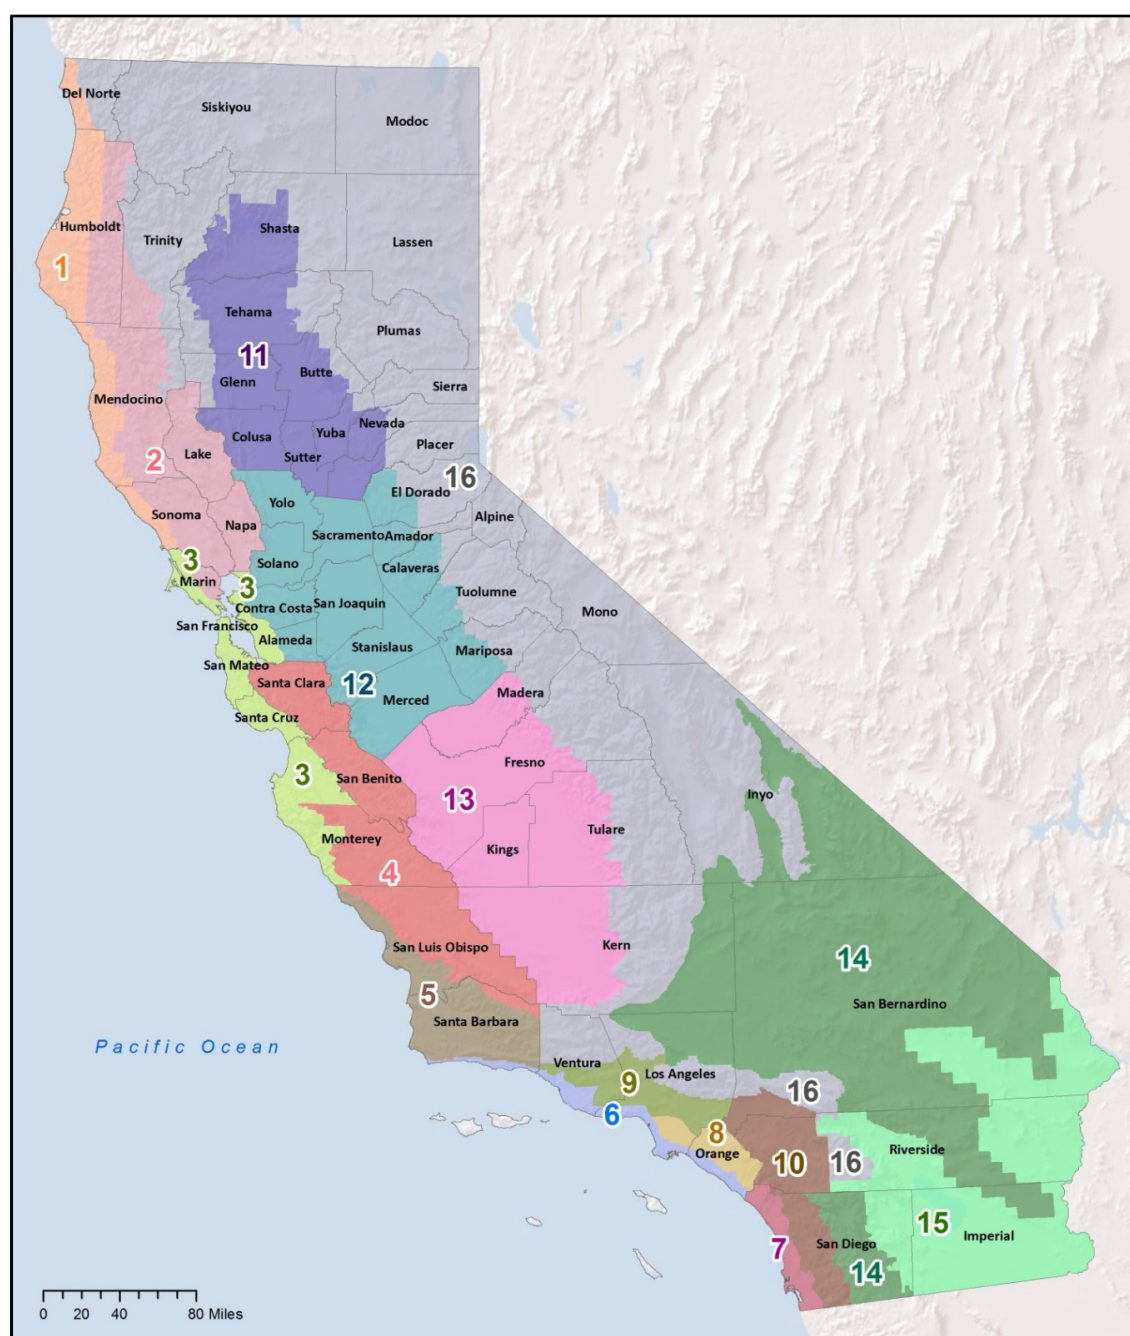 Del Norte
Siskiyou
Modoc
Humboldt
Trinity
Shasta
Lassen
1
Tehama
Plumas
11
Butte
Glenn
Sierra
Mendocino
Nevada
Colusa
Yuba
Placer
Lake
Sutter
2
16
El Dorado
Yolo
Sonoma
Napa
Alpine
Sacramento
Amador
3
Solano
Calaveras
Marin
3
Tuolumne
Contra Costa
San Joaquin
Mono
San Francisco
Alameda
Stanislaus
Mariposa
San Mateo
Santa Clara
12
Madera
Merced
Santa Cruz
Fresno
3
San Benito
13
Inyo
Tulare
Monterey
Kings
4
San Luis Obispo
Kern
14
5
San Bernardino
Santa Barbara
Pacific Ocean
Ventura
Los Angeles
9
16
6
8
Orange
10
16
Riverside
15
7
San Diego
Imperial
14
0 20 40 80 Miles